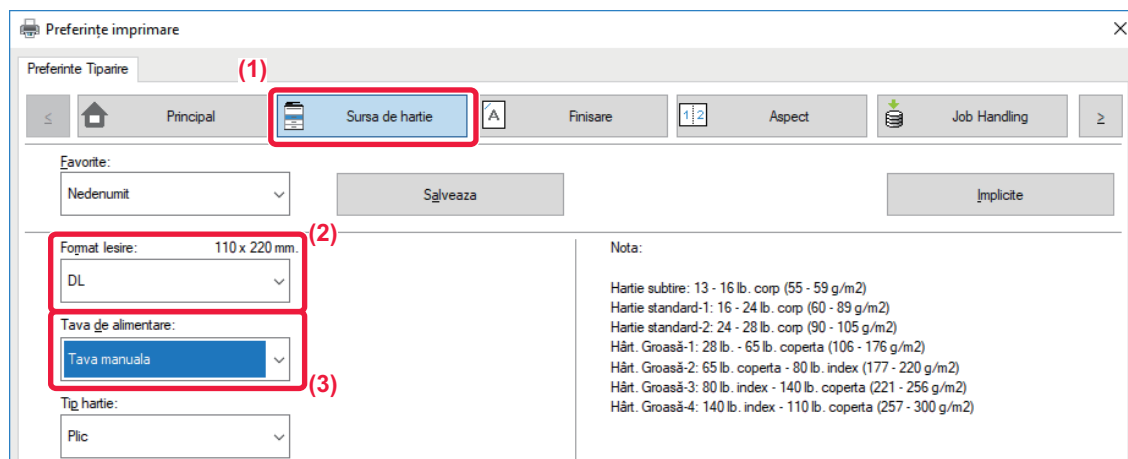 Preferințe imprimare
Preferinte Tiparire
(1)
< Principal Sursa de hartie Finisare 1 2 Aspect Job Handling >
Favorite:
Nedenumit
Salveaza
Implicite
(2)
Format Iesire: 110 x 220 mm.
DL
Tava de alimentare:
Tava manuala
(3)
Tip hartie:
Plic
Nota:
Hartie subtire: 13 - 16 lb. corp (55 - 59 g/m2)
Hartie standard-1: 16 - 24 lb. corp (60 - 89 g/m2)
Hartie standard-2: 24 - 28 lb. corp (90 - 105 g/m2)
Hârt. Groasă-1: 28 lb. - 65 lb. coperta (106 - 176 g/m2)
Hârt. Groasă-2: 65 lb. coperta - 80 lb. index (177 - 220 g/m2)
Hârt. Groasă-3: 80 lb. index - 140 lb. coperta (221 - 256 g/m2)
Hârt. Groasă-4: 140 lb. index - 110 lb. coperta (257 - 300 g/m2)